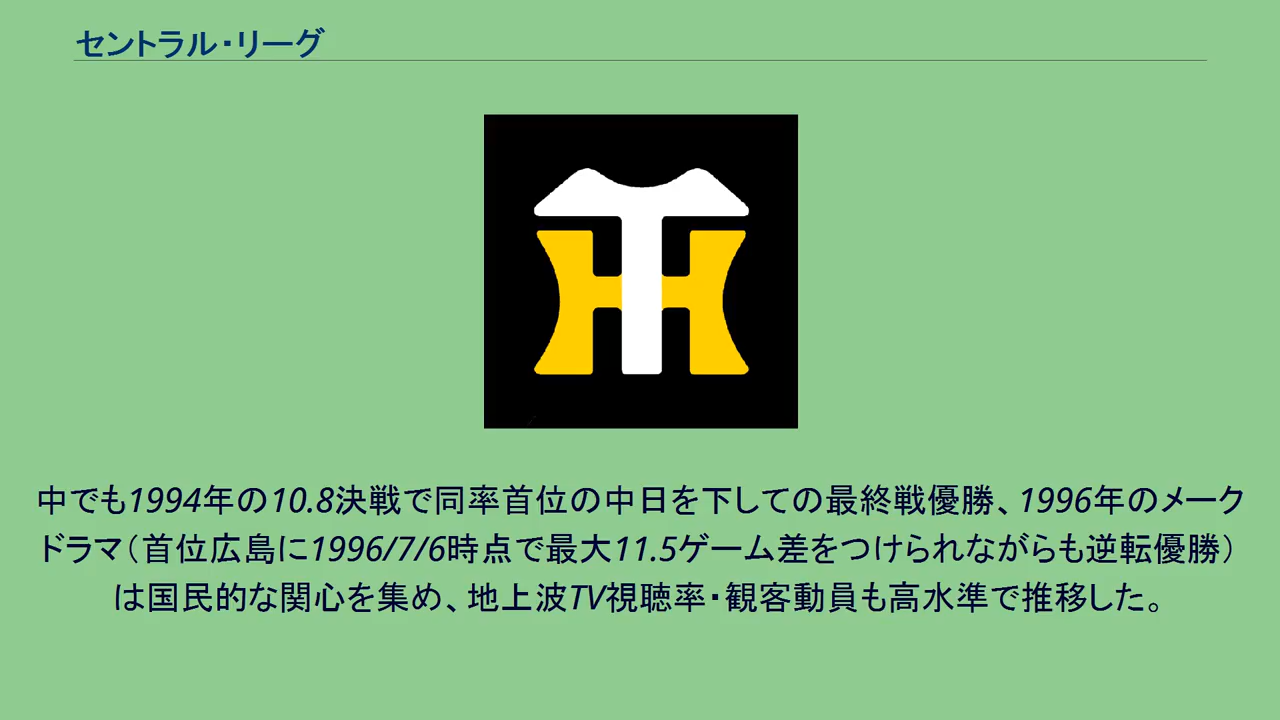 セントラル・リーグ
TH
中でも1994年の10.8決戦で同率首位の中日を下しての最終戦優勝、1996年のメーク
ドラマ（首位広島に1996/7/6時点で最大11.5ゲーム差をつけられながらも逆転優勝）
は国民的な関心を集め、地上波TV視聴率・観客動員も高水準で推移した。